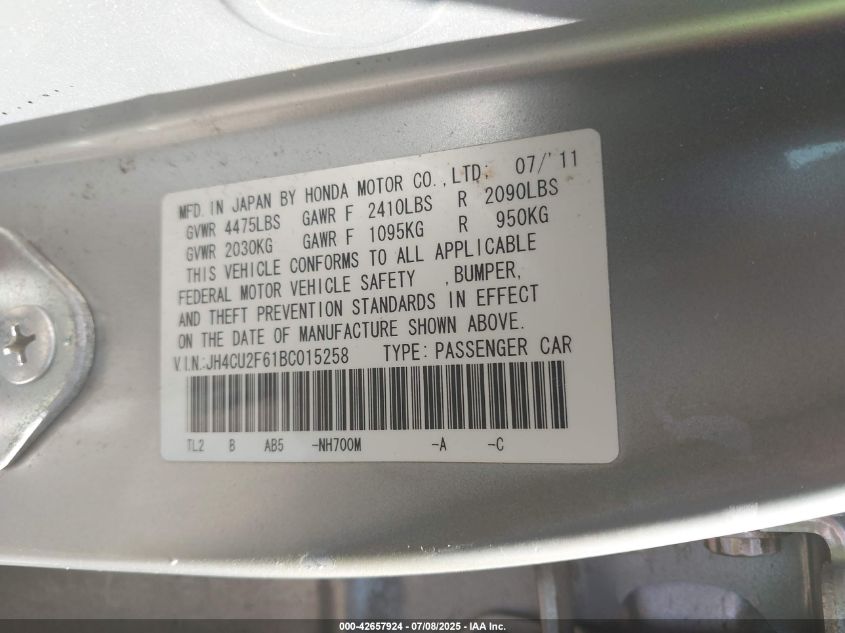 MFD. IN JAPAN BY HONDA MOTOR CO., LTD; 07/'11
GVWR 4475LBS GAWR F 2410LBS R 2090LBS
GVWR 2030KG GAWR F 1095KG R 950KG
THIS VEHICLE CONFORMS TO ALL APPLICABLE
FEDERAL MOTOR VEHICLE SAFETY ,BUMPER,
AND THEFT PREVENTION STANDARDS IN EFFECT
ON THE DATE OF MANUFACTURE SHOWN ABOVE.
V.I.N.:JH4CU2F61BC015258 TYPE: PASSENGER CAR
TL2 B AB5 -NH700M -A -C
000-42657924 | 07/08/2025 - IAA Inc.